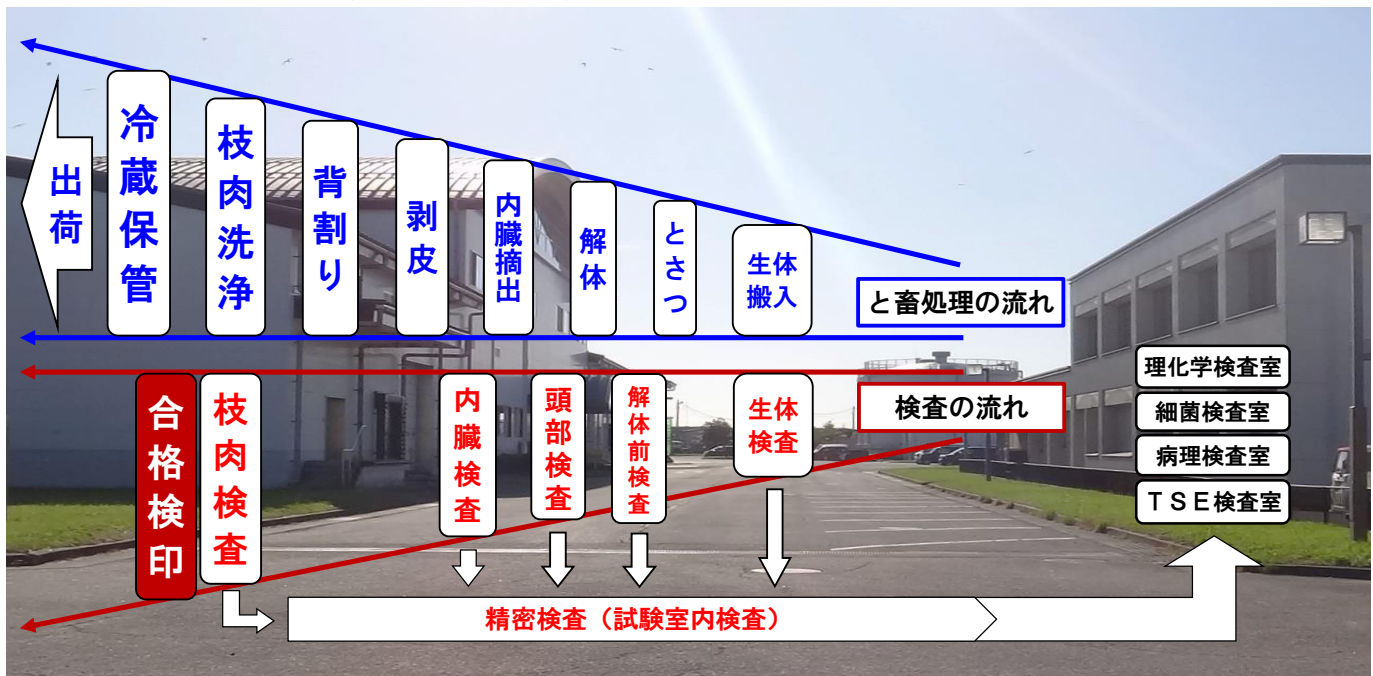 と畜処理の流れ
生体
搬入
とさつ
解体
内臓摘出
剥皮
背割り
枝肉洗浄
冷蔵保管
出荷
検査の流れ
生体
検査
解体前検査
頭部検査
内臓検査
枝肉検査
合格検印
精密検査（試験室内検査）
理化学検査室
細菌検査室
病理検査室
ＴＳＥ検査室